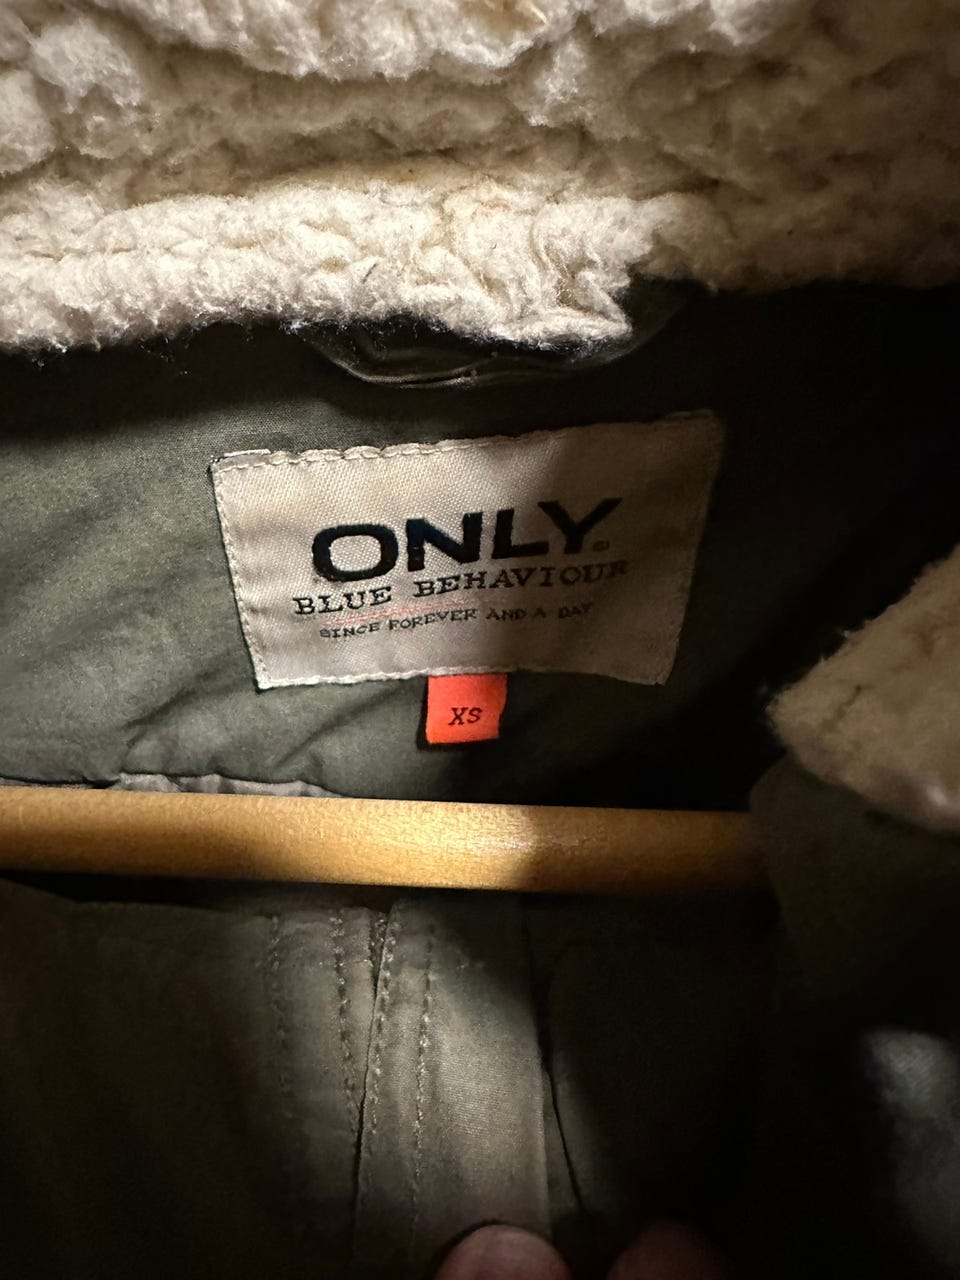 ONLY
BLUE BEHAVIOUR
SINCE FOREVER AND A DAY
XS